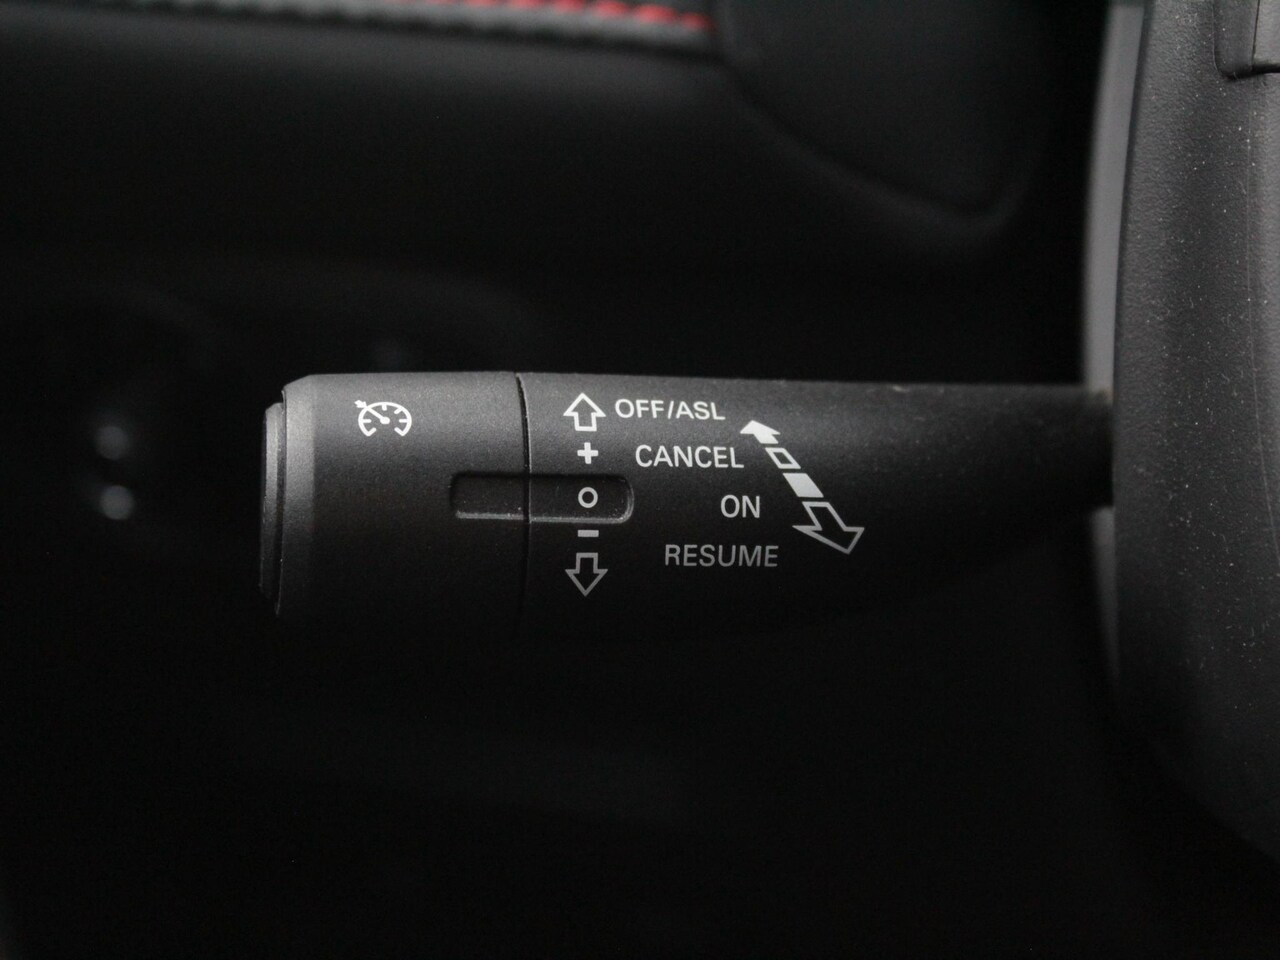 OFF/ASL
+ CANCEL
O ON
- RESUME